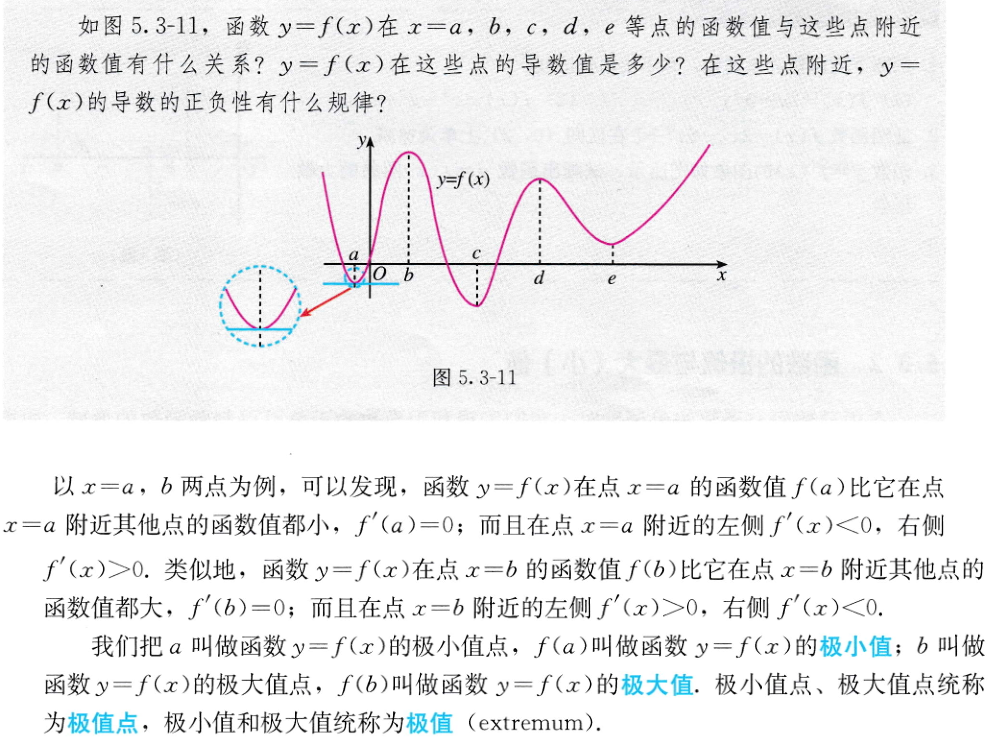 如图 5.3-11，函数 y=f(x)在 x=a，b，c，d，e 等点的函数值与这些点附近
的函数值有什么关系？y=f(x)在这些点的导数值是多少？在这些点附近，y=
f(x)的导数的正负性有什么规律？
y
y=f(x)
a
c
O
b
d
e
x
图 5.3-11
以 x=a，b 两点为例，可以发现，函数 y=f(x)在点 x=a 的函数值 f(a)比它在点
x=a 附近其他点的函数值都小，f′(a)=0；而且在点 x=a 附近的左侧 f′(x)<0，右侧
f′(x)>0. 类似地，函数 y=f(x)在点 x=b 的函数值 f(b)比它在点 x=b 附近其他点的
函数值都大，f′(b)=0；而且在点 x=b 附近的左侧 f′(x)>0，右侧 f′(x)<0.
我们把 a 叫做函数 y=f(x)的极小值点，f(a)叫做函数 y=f(x)的极小值；b 叫做
函数 y=f(x)的极大值点，f(b)叫做函数 y=f(x)的极大值. 极小值点、极大值点统称
为极值点，极小值和极大值统称为极值（extremum）.